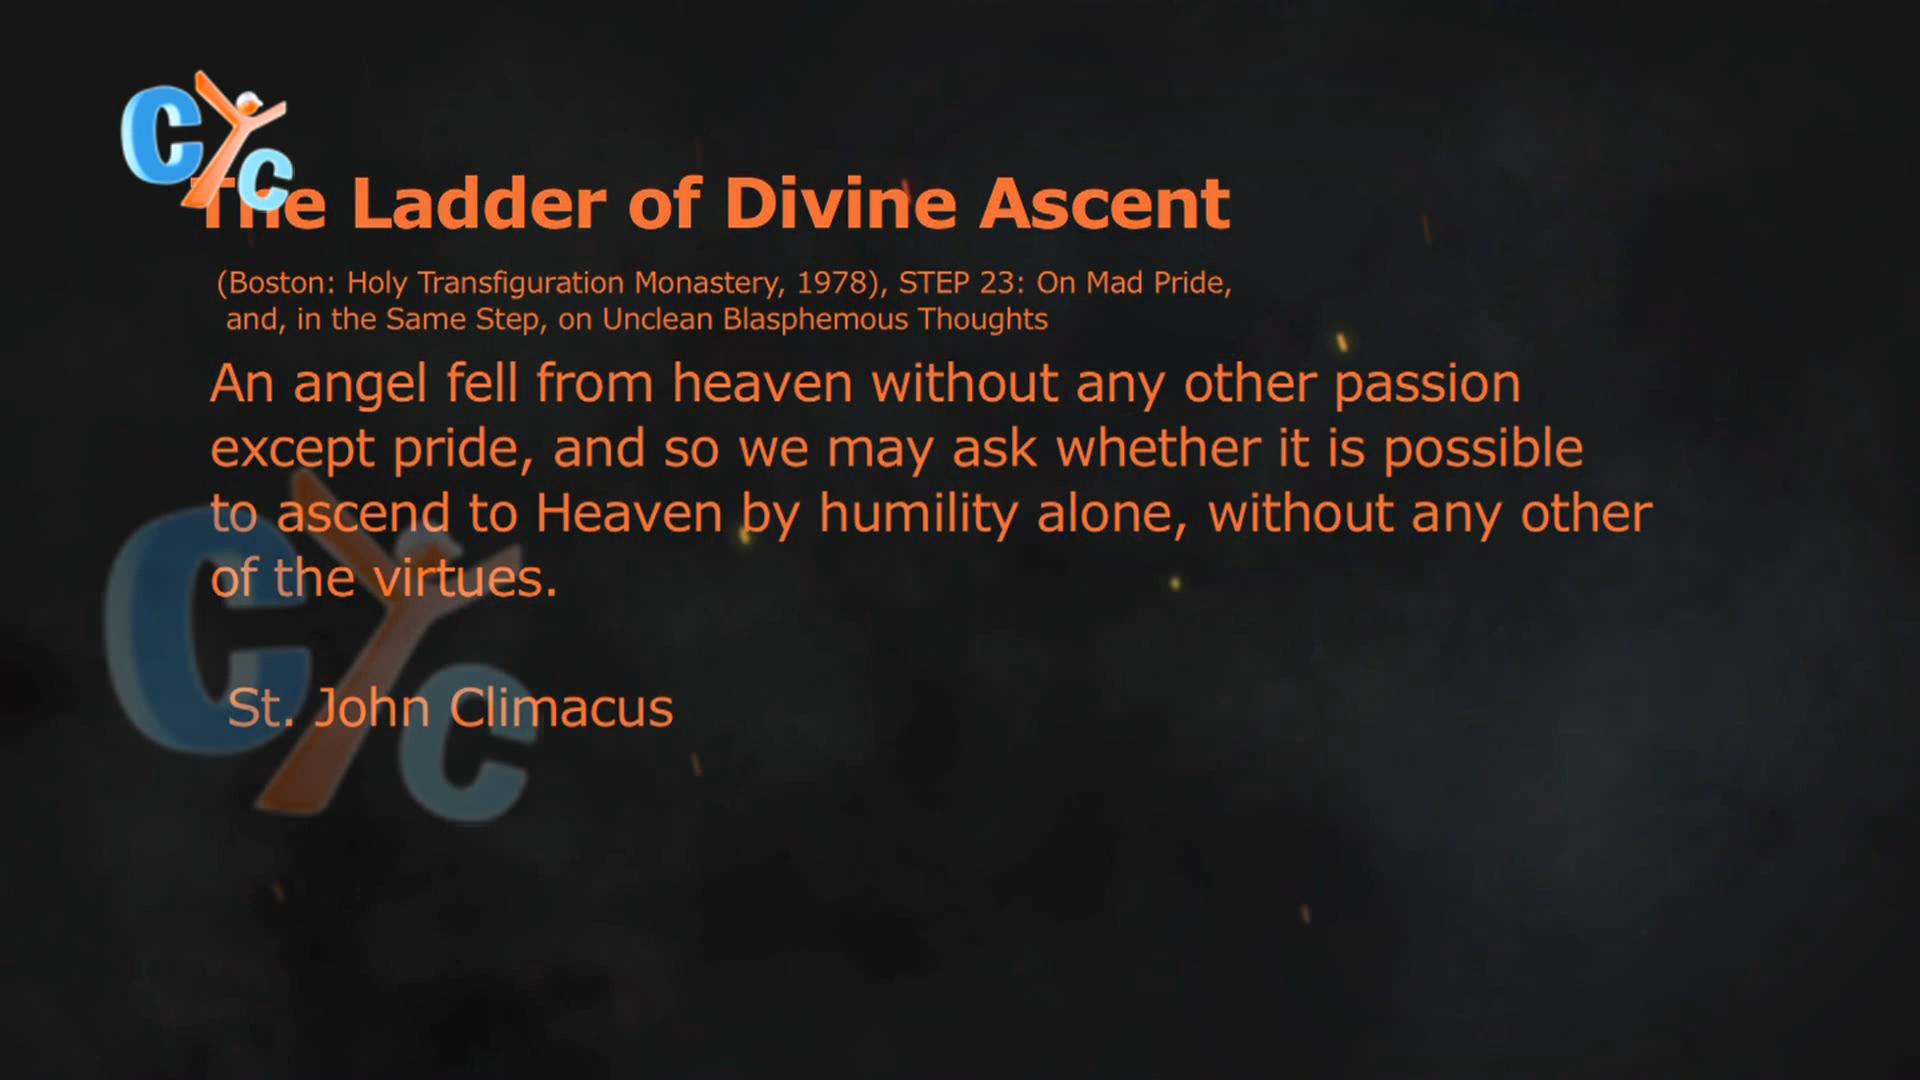 CYC
The Ladder of Divine Ascent
(Boston: Holy Transfiguration Monastery, 1978), STEP 23: On Mad Pride,
and, in the Same Step, on Unclean Blasphemous Thoughts
An angel fell from heaven without any other passion
except pride, and so we may ask whether it is possible
to ascend to Heaven by humility alone, without any other
of the virtues.
CYC
St. John Climacus